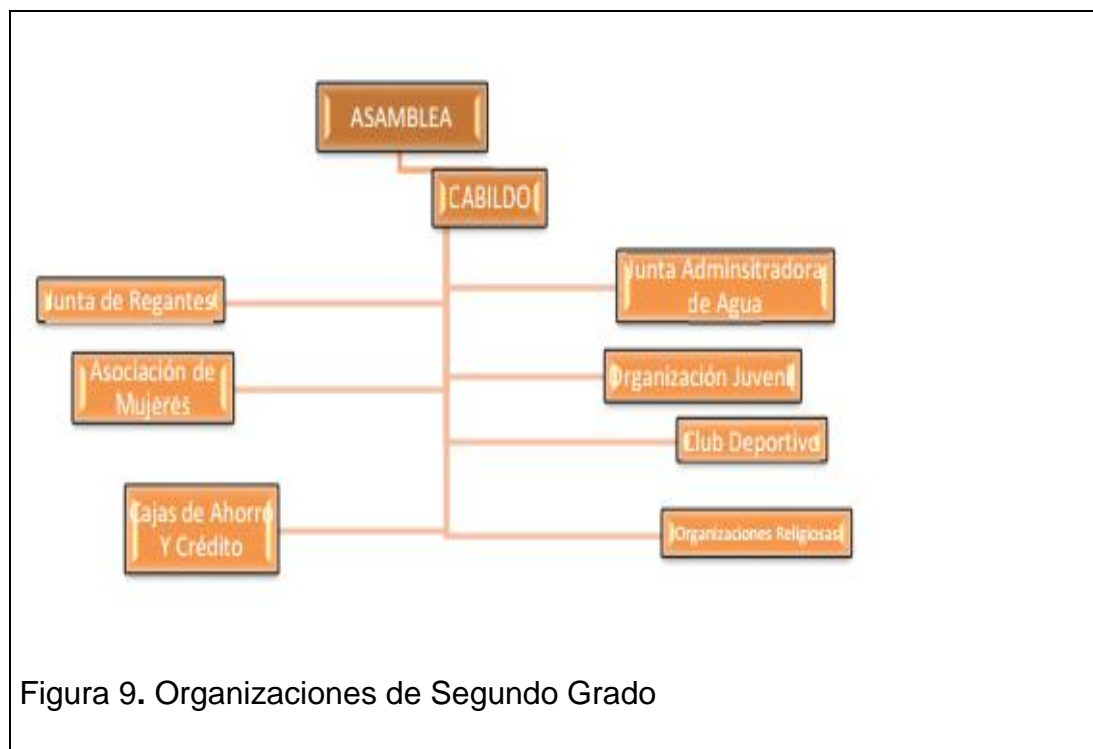 ASAMBLEA
CABILDO
Junta de Regantes
Junta Adminsitradora
de Agua
Asociación de
Mujeres
Organización Juvenil
Club Deportivo
Cajas de Ahorro
Y Crédito
Organizaciones Religiosas
Figura 9. Organizaciones de Segundo Grado